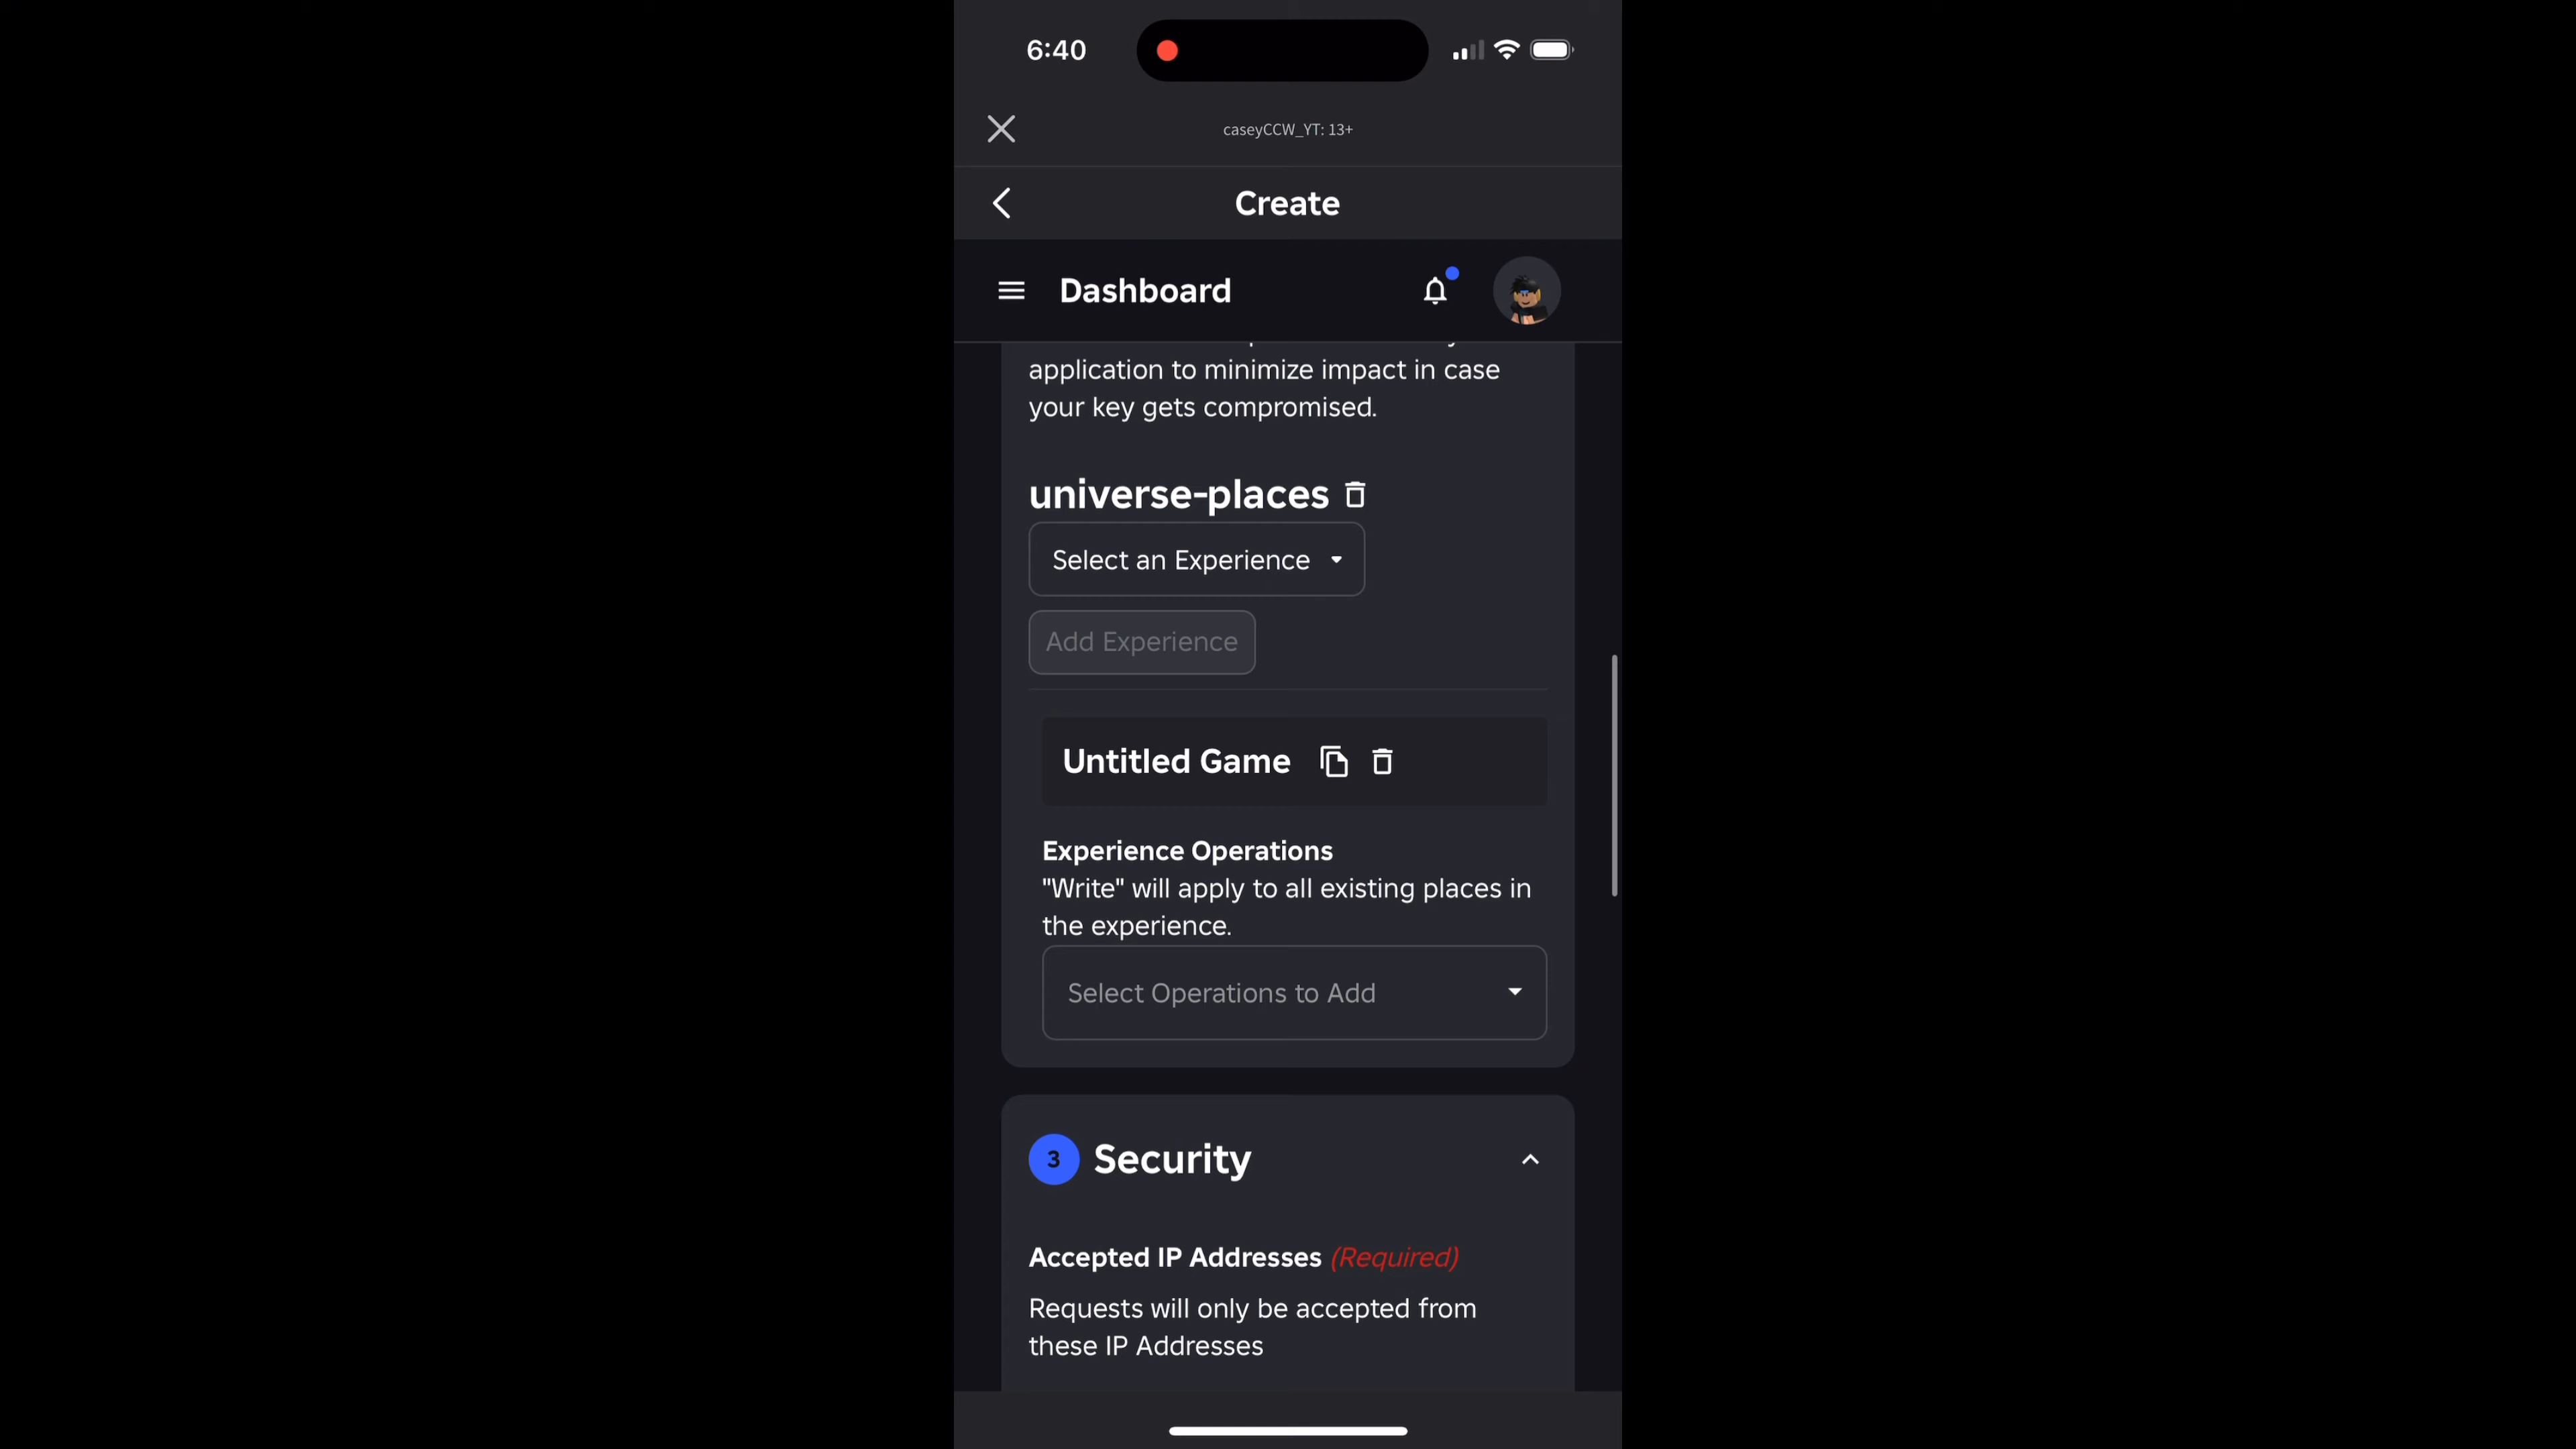 6:40
caseyCCW_YT: 13+
Create
Dashboard
application to minimize impact in case
your key gets compromised.
universe-places
Select an Experience
Add Experience
Untitled Game
Experience Operations
"Write" will apply to all existing places in
the experience.
Select Operations to Add
3 Security
Accepted IP Addresses (Required)
Requests will only be accepted from
these IP Addresses